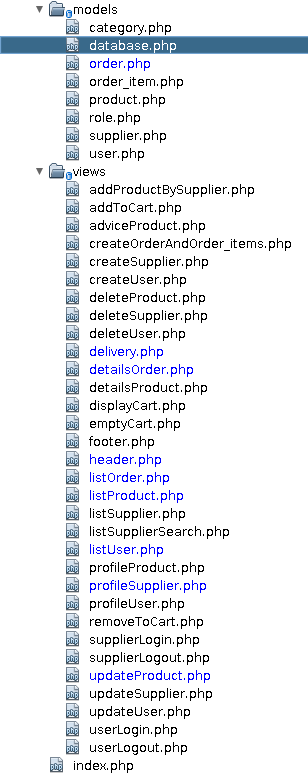 models
category.php
database.php
order.php
order_item.php
product.php
role.php
supplier.php
user.php
views
addProductBySupplier.php
addToCart.php
adviceProduct.php
createOrderAndOrder_items.php
createSupplier.php
createUser.php
deleteProduct.php
deleteSupplier.php
deleteUser.php
delivery.php
detailsOrder.php
detailsProduct.php
displayCart.php
emptyCart.php
footer.php
header.php
listOrder.php
listProduct.php
listSupplier.php
listSupplierSearch.php
listUser.php
profileProduct.php
profileSupplier.php
profileUser.php
removeToCart.php
supplierLogin.php
supplierLogout.php
updateProduct.php
updateSupplier.php
updateUser.php
userLogin.php
userLogout.php
index.php